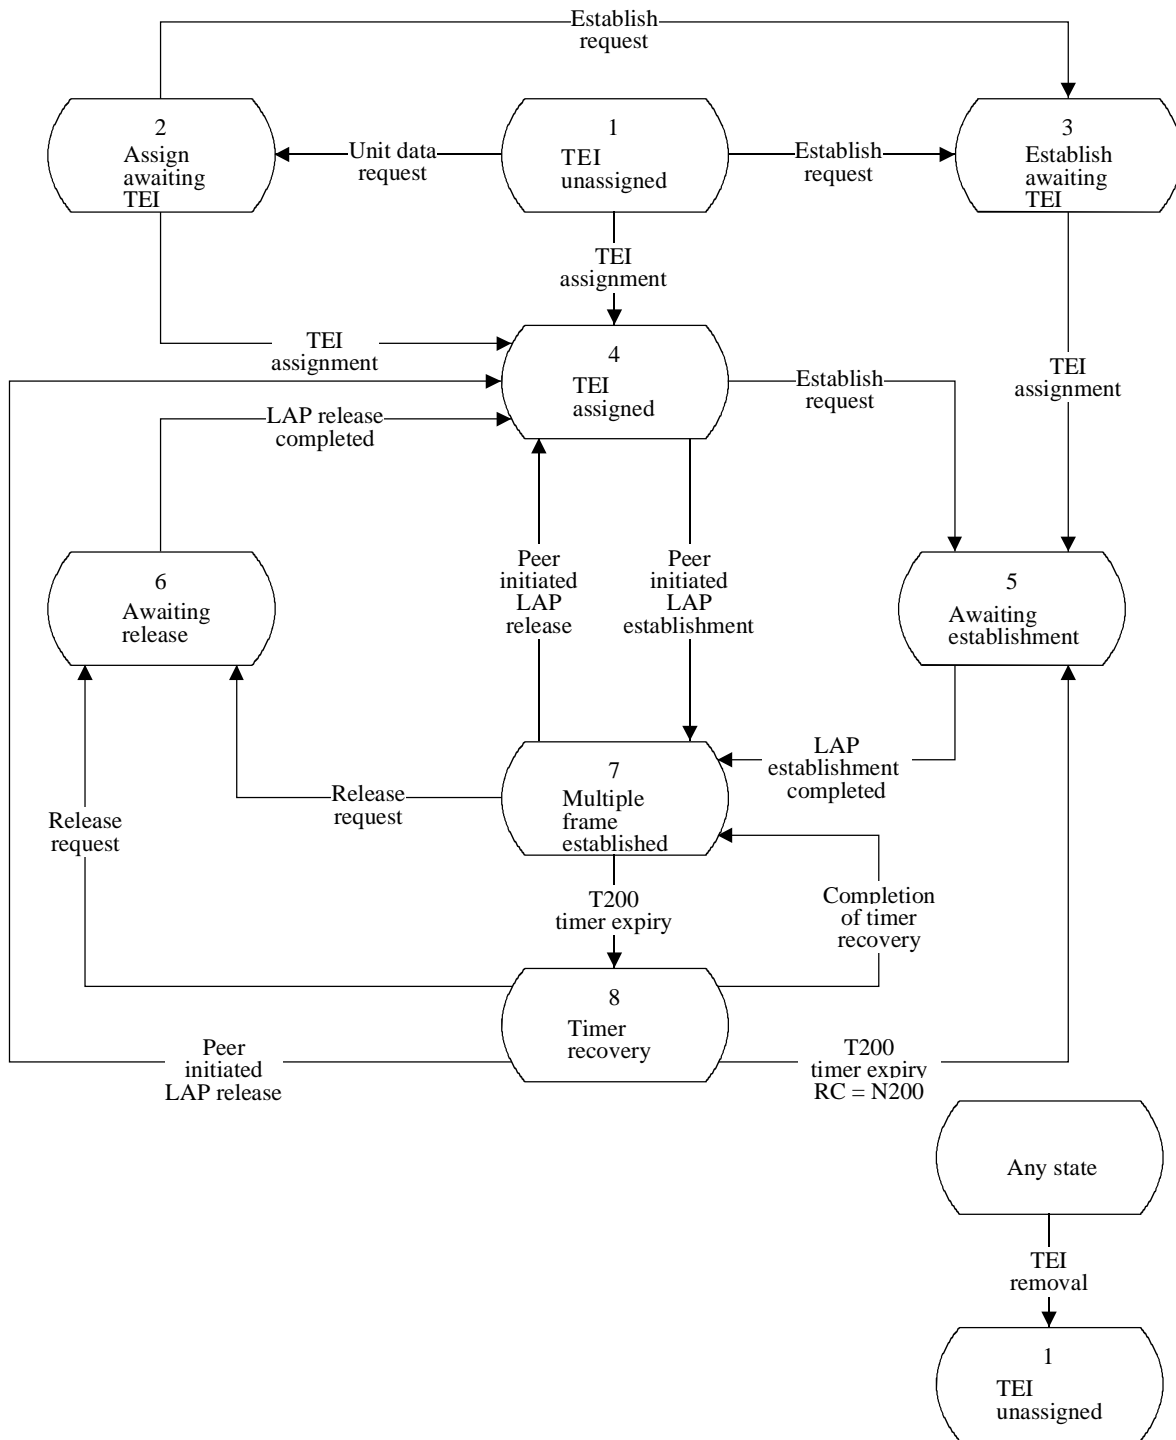 Establish
request
2
Assign
awaiting
TEI
Unit data
request
1
TEI
unassigned
Establish
request
3
Establish
awaiting
TEI
TEI
assignment
TEI
assignment
4
TEI
assigned
Establish
request
TEI
assignment
LAP release
completed
6
Awaiting
release
Peer
initiated
LAP
release
Peer
initiated
LAP
establishment
5
Awaiting
establishment
LAP
establishment
completed
7
Multiple
frame
established
Release
request
Release
request
T200
timer expiry
Completion
of timer
recovery
8
Timer
recovery
Peer
initiated
LAP release
T200
timer expiry
RC = N200
Any state
TEI
removal
1
TEI
unassigned